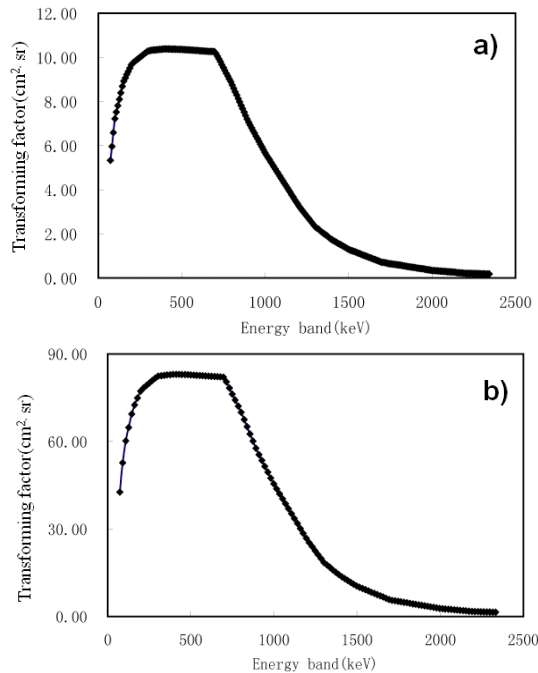 12.00
10.00
8.00
6.00
4.00
2.00
0.00
Transforming factor(cm²· sr)
a)
0 500 1000 1500 2000 2500
Energy band(keV)
90.00
60.00
30.00
0.00
Transforming factor(cm²· sr)
b)
0 500 1000 1500 2000 2500
Energy band(keV)